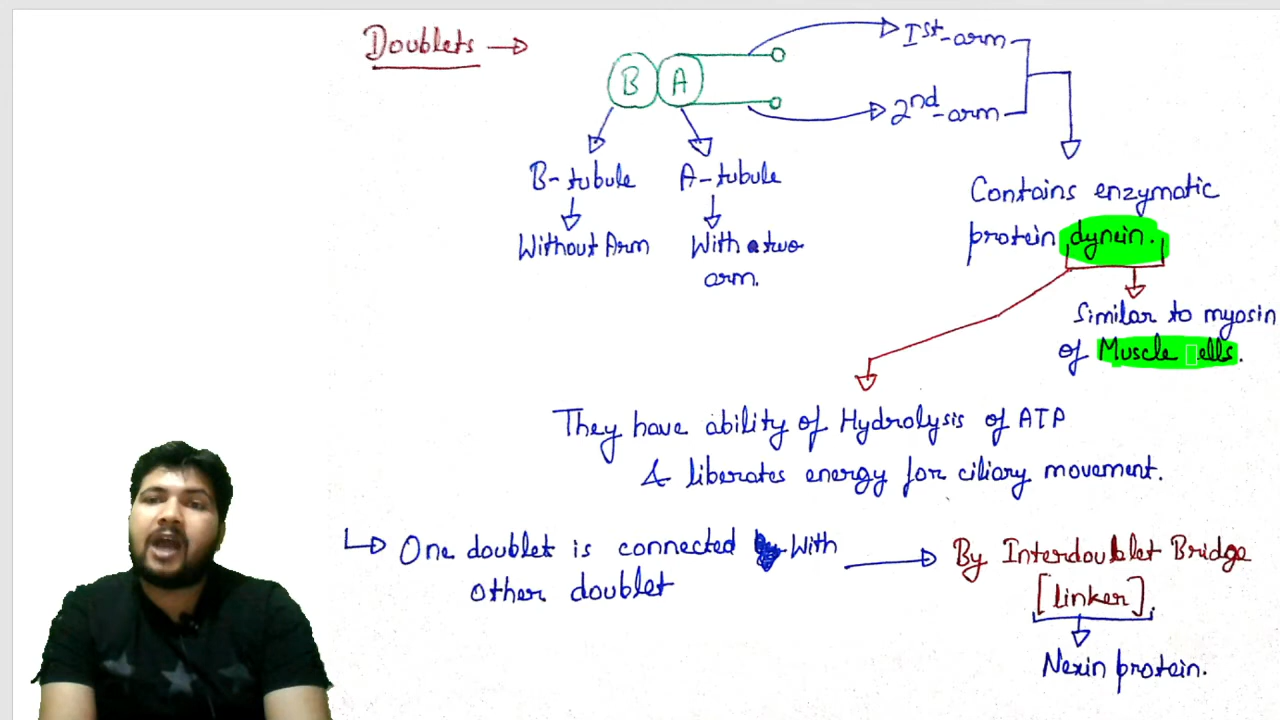 Doublets →
B A
Ist-arm
2nd-arm
B-tubule
A-tubule
Without Arm
With two
arm.
Contains enzymatic
protein dynein.
Similar to myosin
of Muscle cells.
They have ability of Hydrolysis of ATP
& liberates energy for ciliary movement.
One doublet is connected With
other doublet
By Interdoublet Bridge
[linker]
Nexin protein.